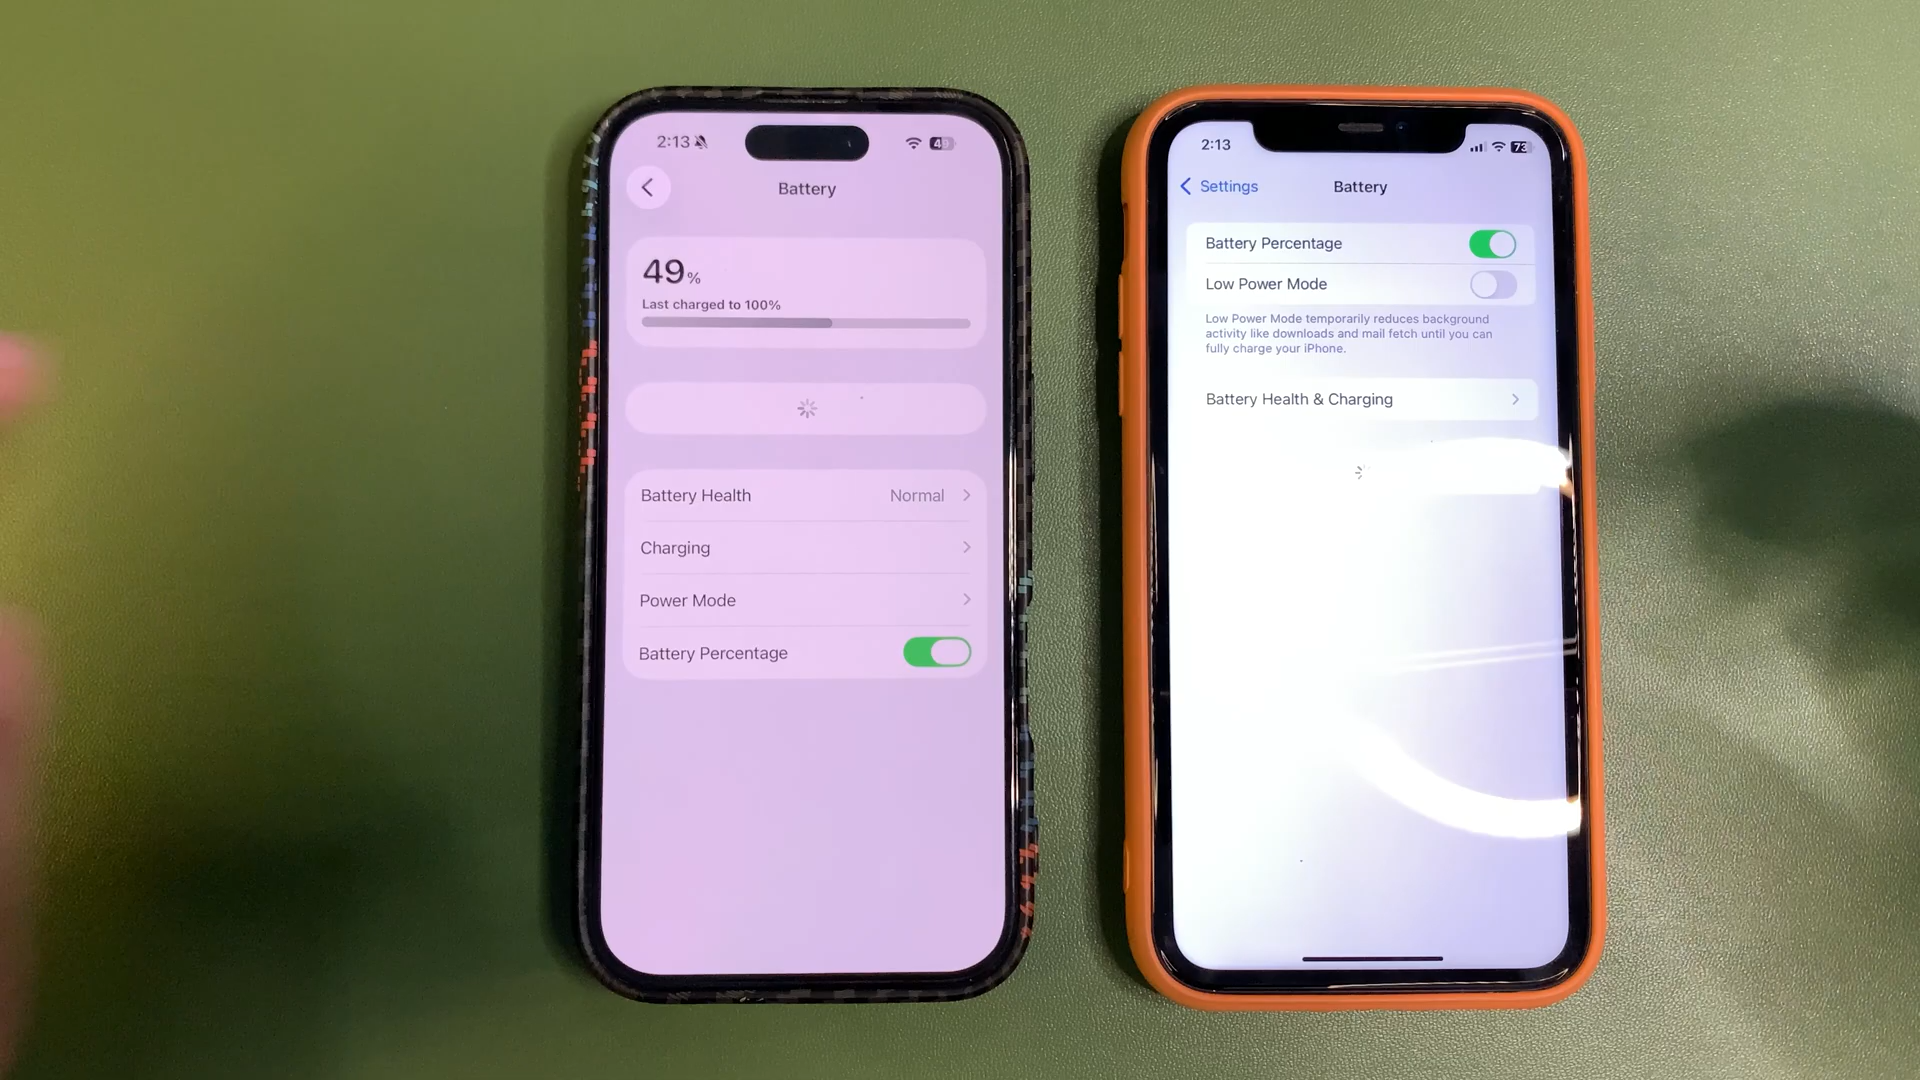 2:13
Battery
49%
Last charged to 100%
Battery Health Normal
Charging
Power Mode
Battery Percentage
2:13
73
Settings Battery
Battery Percentage
Low Power Mode
Low Power Mode temporarily reduces background
activity like downloads and mail fetch until you can
fully charge your iPhone.
Battery Health & Charging